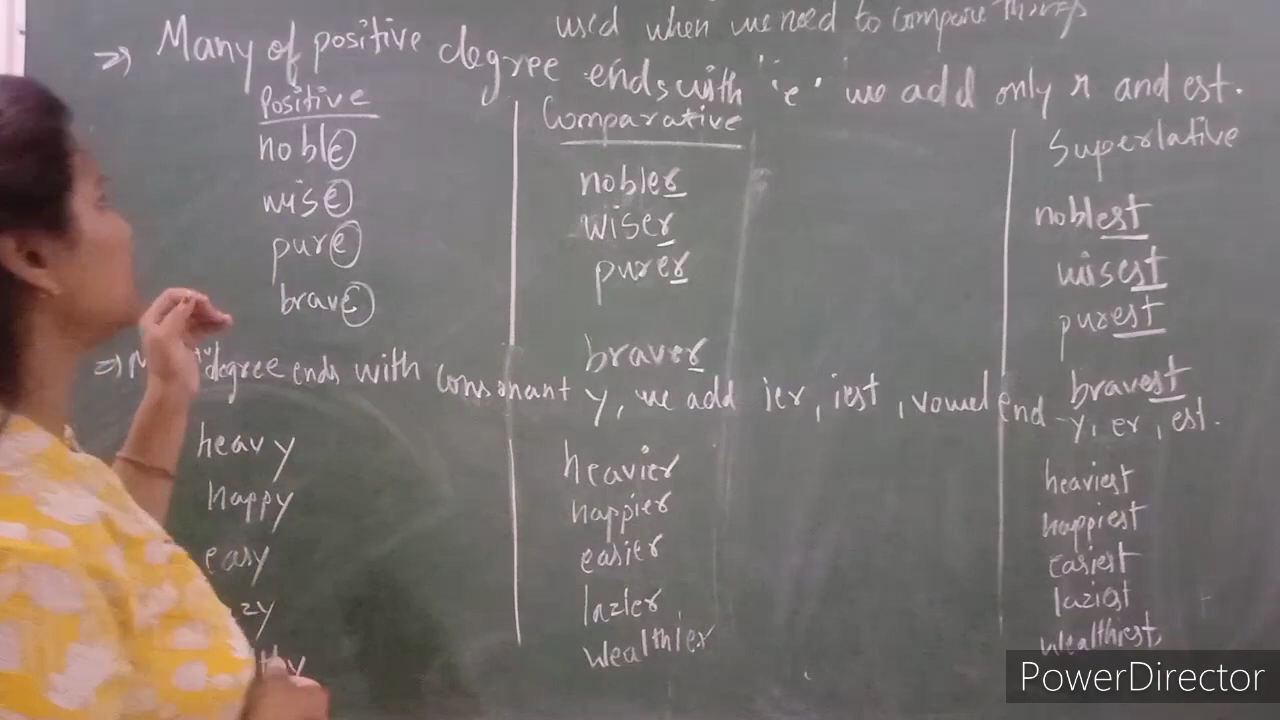 used when we need to compare things
⇒ Many of positive degree ends with 'e' we add only r and est.
Positive Comparative Superlative
noble nobler noblest
wise wiser wisest
pure purer purest
brave braver bravest
⇒ degree ends with consonant y, we add ier, iest, vowel end -y, er, est.
heavy heavier heaviest
happy happier happiest
easy easier easiest
zy lazier laziest
thy wealthier wealthiest
PowerDirector